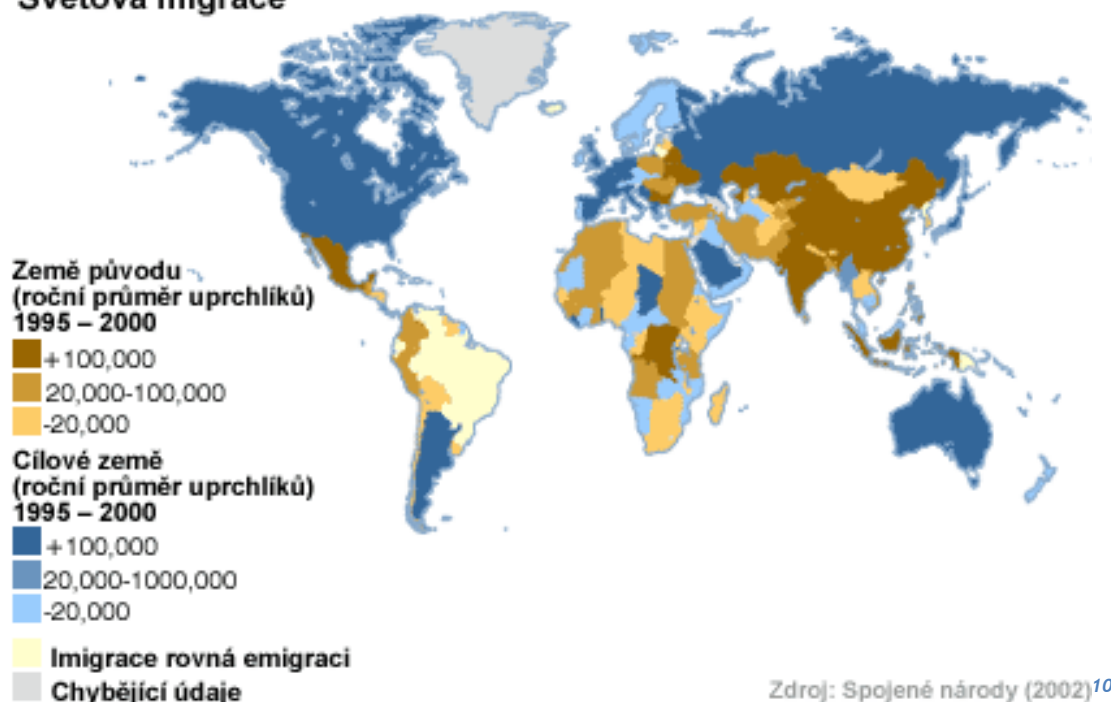 Světová imigrace
Země původu
(roční průměr uprchlíků)
1995 – 2000
+100,000
20,000-100,000
-20,000
Cílové země
(roční průměr uprchlíků)
1995 – 2000
+100,000
20,000-1000,000
-20,000
Imigrace rovná emigraci
Chybějící údaje
Zdroj: Spojené národy (2002)10